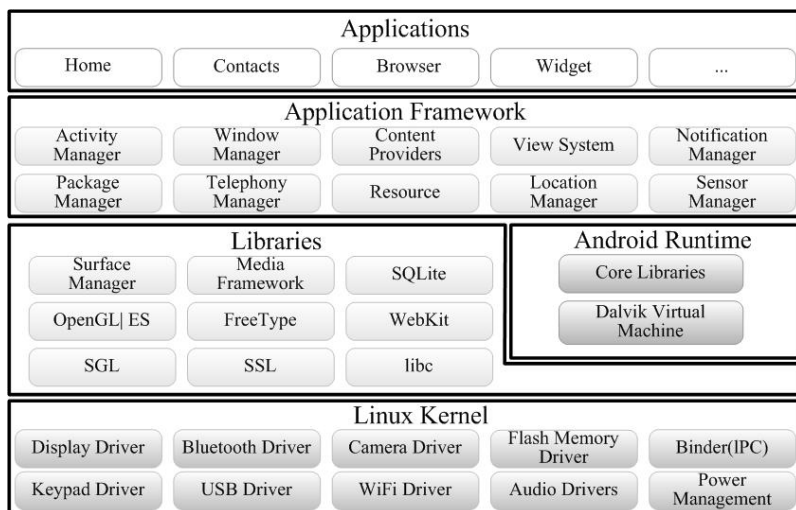 Applications
Home
Contacts
Browser
Widget
...
Application Framework
Activity
Manager
Window
Manager
Content
Providers
View System
Notification
Manager
Package
Manager
Telephony
Manager
Resource
Location
Manager
Sensor
Manager
Libraries
Surface
Manager
Media
Framework
SQLite
OpenGL| ES
FreeType
WebKit
SGL
SSL
libc
Android Runtime
Core Libraries
Dalvik Virtual
Machine
Linux Kernel
Display Driver
Bluetooth Driver
Camera Driver
Flash Memory
Driver
Binder(IPC)
Keypad Driver
USB Driver
WiFi Driver
Audio Drivers
Power
Management